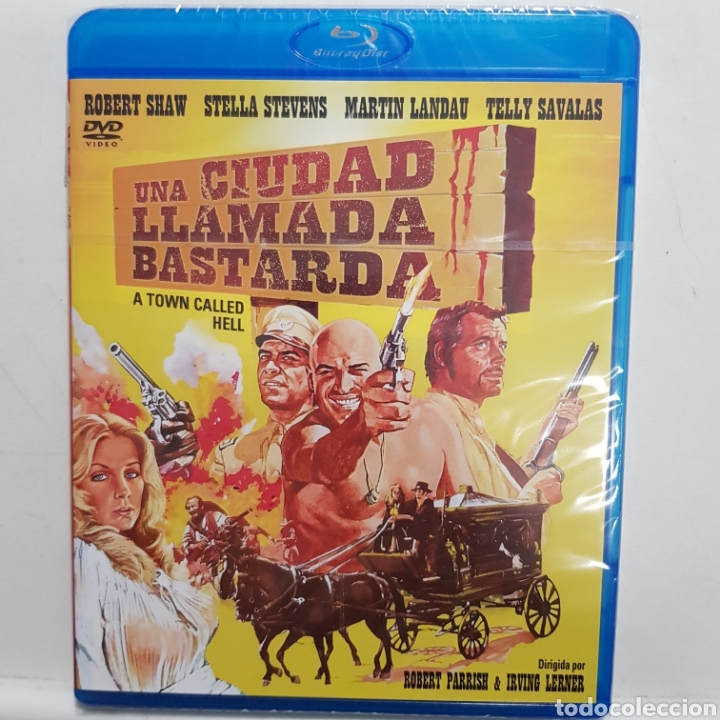 Blu-ray Disc
ROBERT SHAW STELLA STEVENS MARTIN LANDAU TELLY SAVALAS
DVD
VIDEO
UNA CIUDAD
LLAMADA
BASTARDA
A TOWN CALLED
HELL
Dirigida por
ROBERT PARRISH & IRVING LERNER
todocoleccion